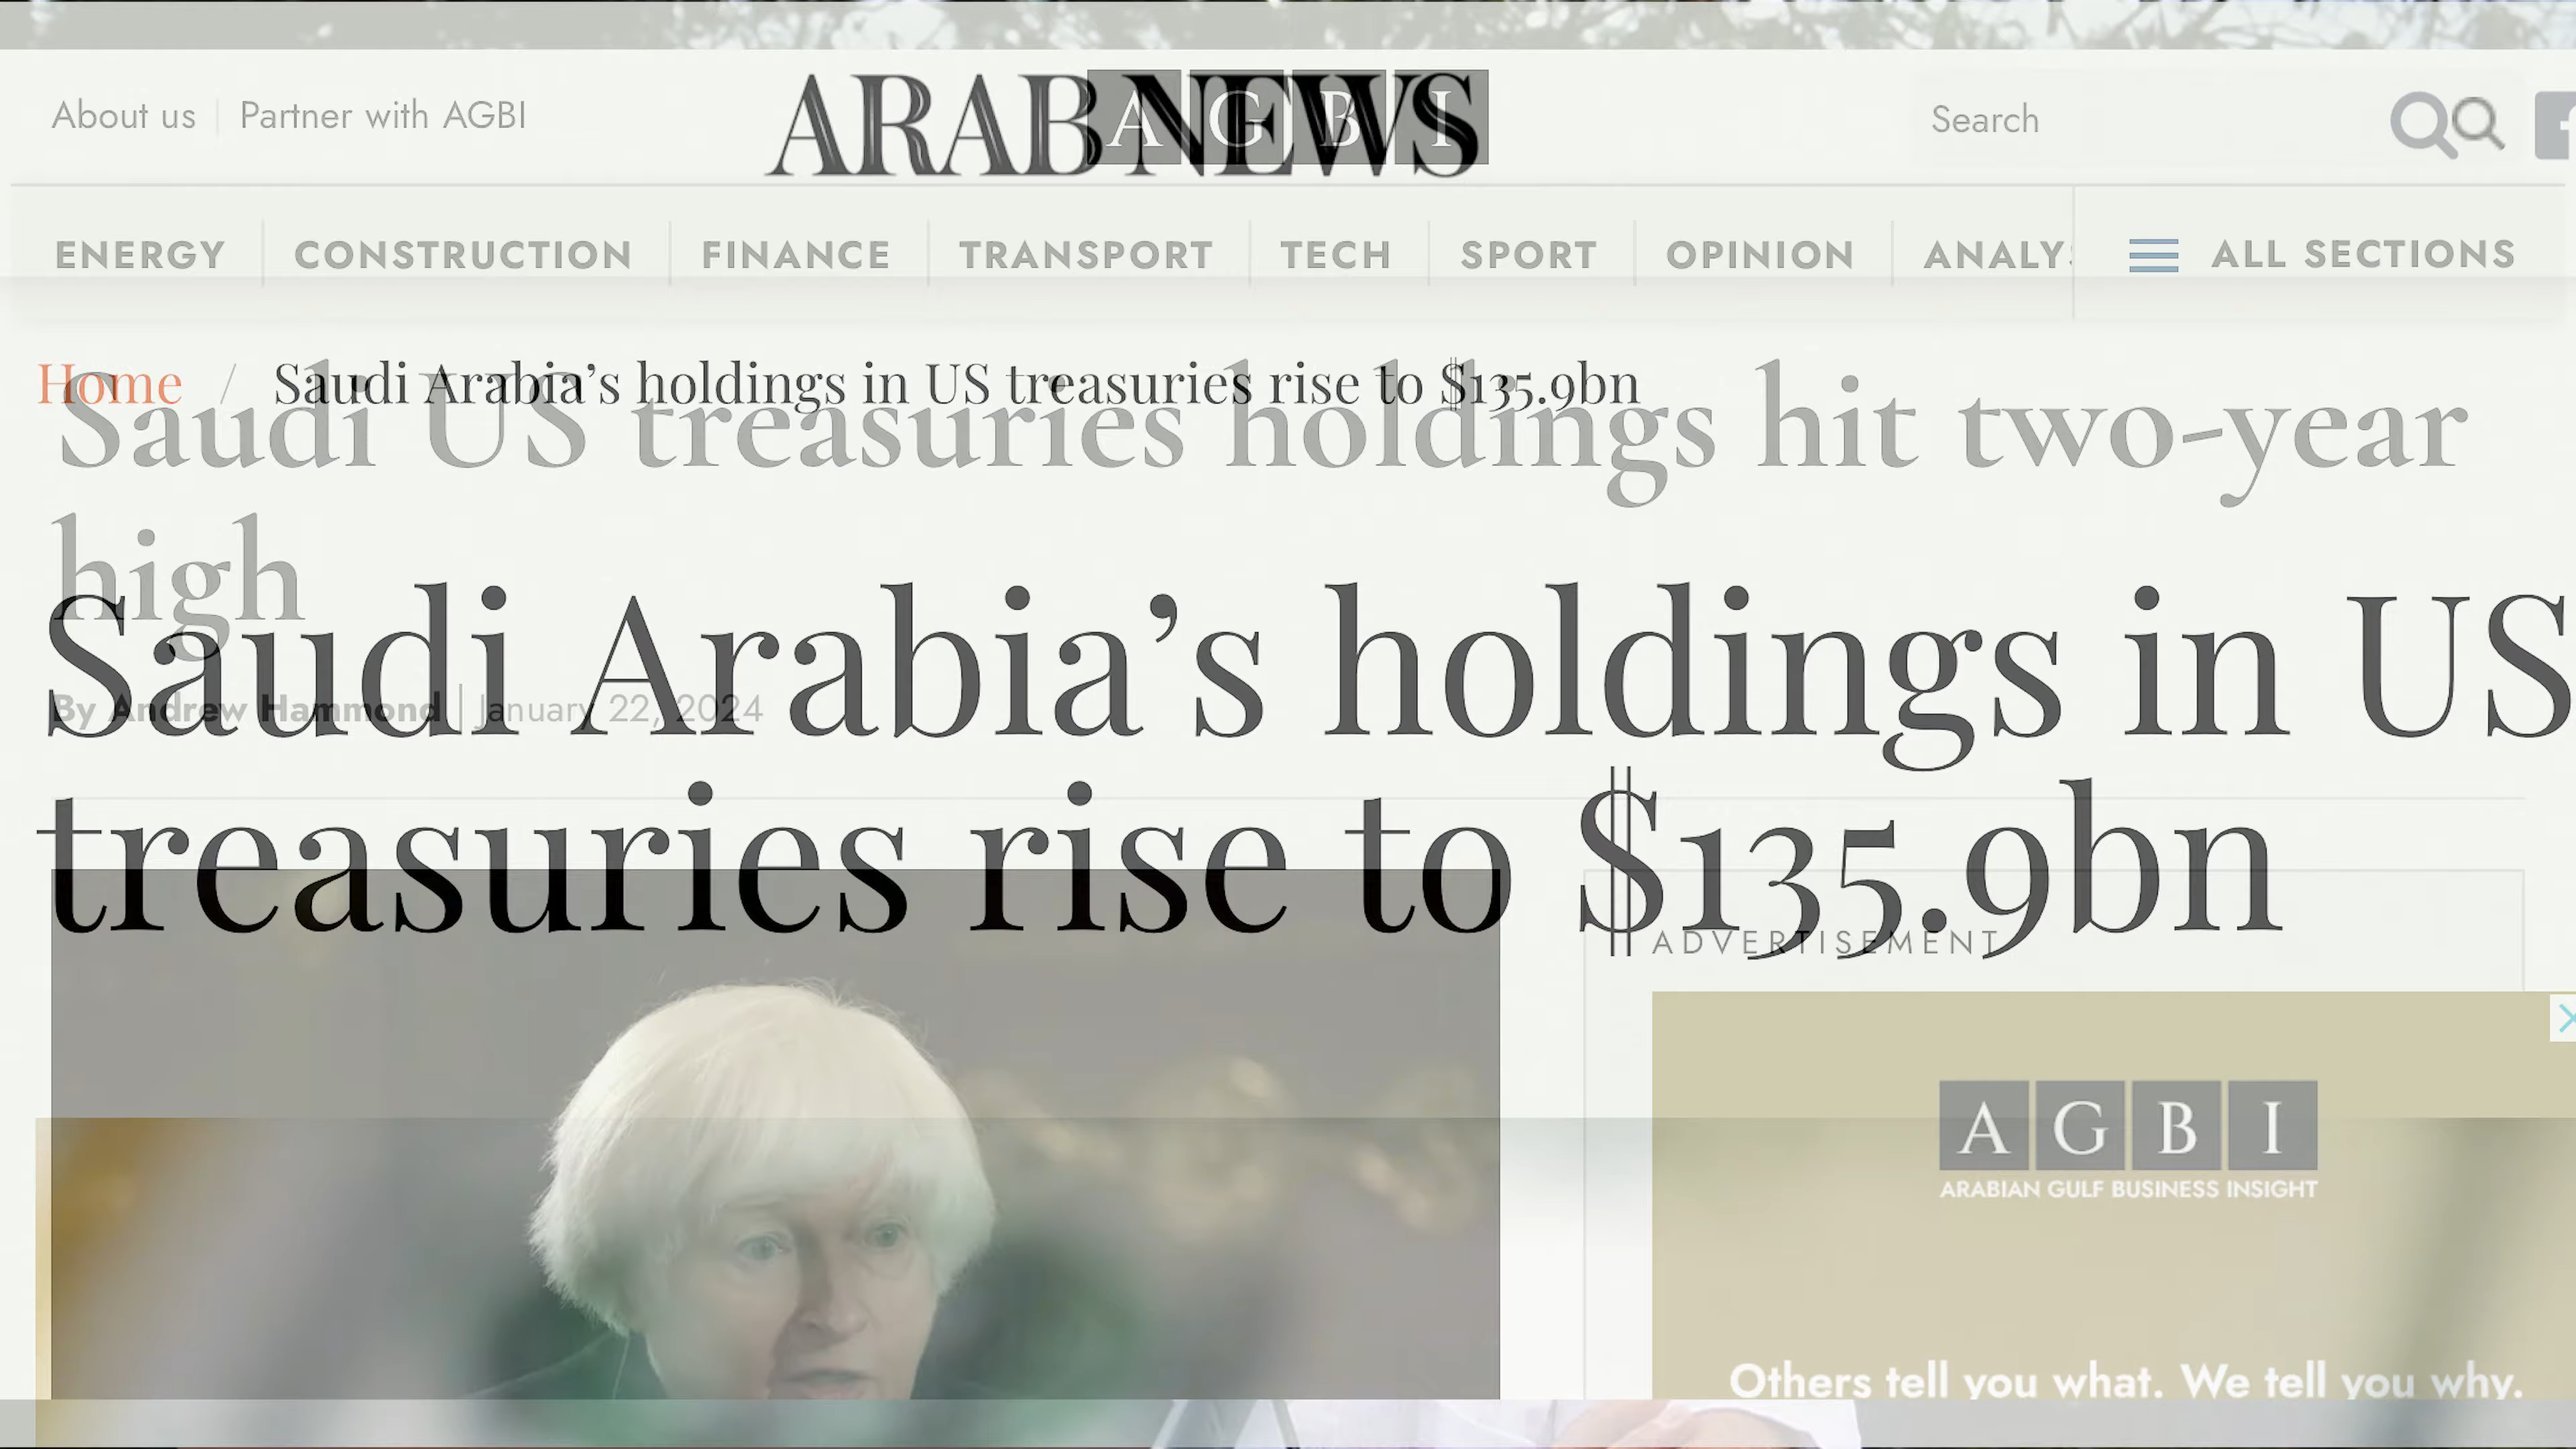 About us
Partner with AGBI
ARAB NEWS
A G B I
Search
ENERGY
CONSTRUCTION
FINANCE
TRANSPORT
TECH
SPORT
OPINION
ANALYS
ALL SECTIONS
Home / Saudi Arabia’s holdings in US treasuries rise to $135.9bn
Saudi US treasuries holdings hit two-year
high
Saudi Arabia’s holdings in US
treasuries rise to $135.9bn
By Andrew Hammond | January 22, 2024
ADVERTISEMENT
A G B I
ARABIAN GULF BUSINESS INSIGHT
Others tell you what. We tell you why.